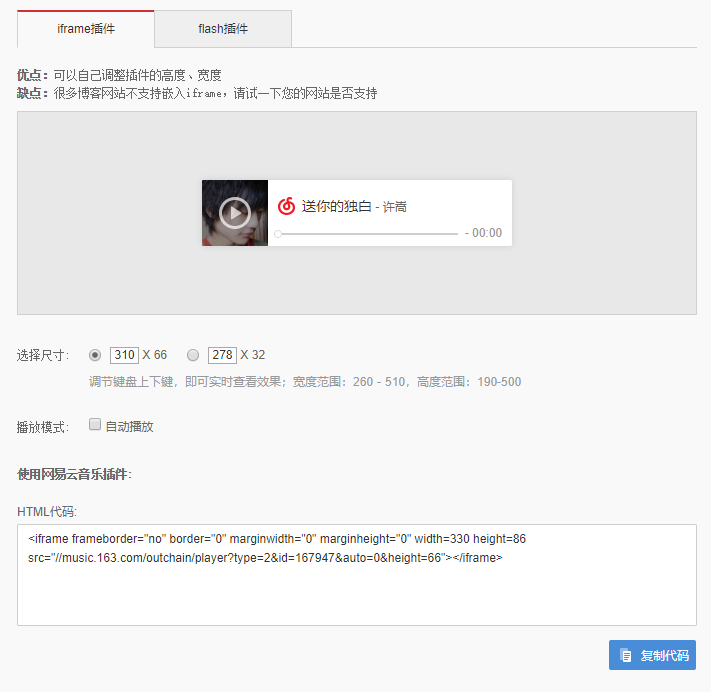 iframe插件 flash插件
优点：可以自己调整插件的高度、宽度
缺点：很多博客网站不支持嵌入iframe，请试一下您的网站是否支持
送你的独白 - 许嵩
- 00:00
选择尺寸： 310 X 66 278 X 32
调节键盘上下键，即可实时查看效果；宽度范围：260 - 510，高度范围：190-500
播放模式： 自动播放
使用网易云音乐插件:
HTML代码:
<iframe frameborder="no" border="0" marginwidth="0" marginheight="0" width=330 height=86
src="//music.163.com/outchain/player?type=2&id=167947&auto=0&height=66"></iframe>
复制代码